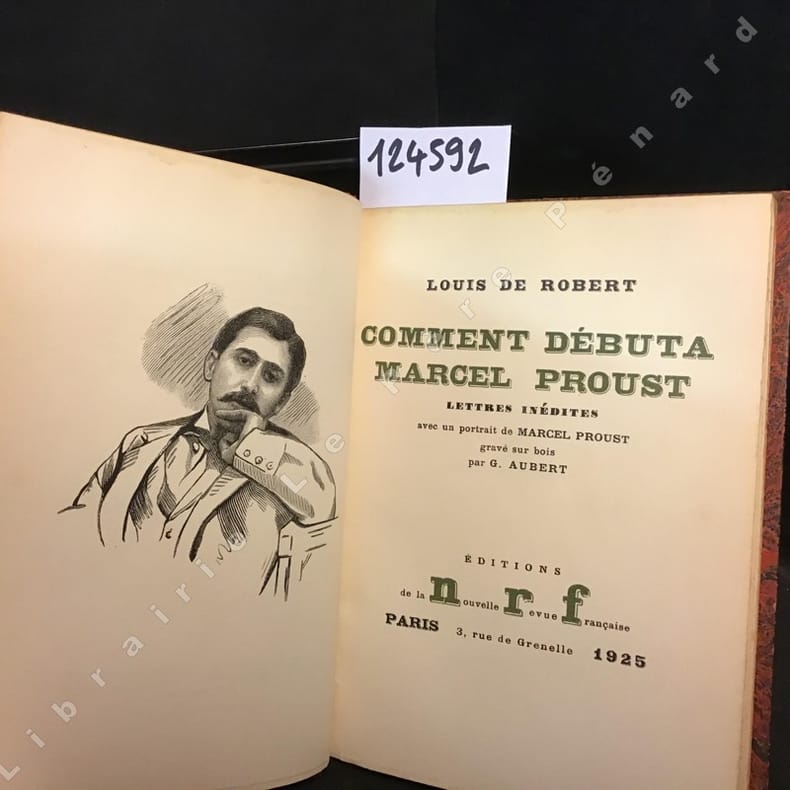 124592
LOUIS DE ROBERT
COMMENT DÉBUTA
MARCEL PROUST
LETTRES INÉDITES
avec un portrait de MARCEL PROUST
gravé sur bois
par G. AUBERT
ÉDITIONS
de la nouvelle revue française
PARIS 3, rue de Grenelle 1925
Librairie Le Père Pénard